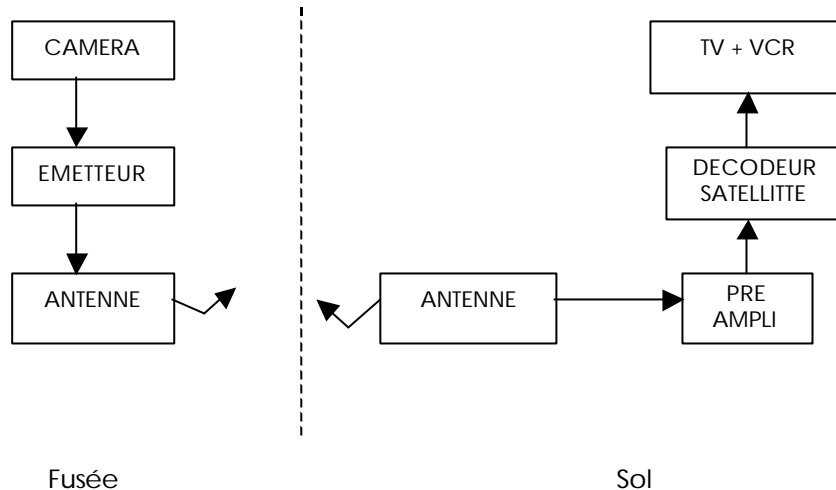 CAMERA
EMETTEUR
ANTENNE
TV + VCR
DECODEUR
SATELLITTE
ANTENNE
PRE
AMPLI
Fusée
Sol